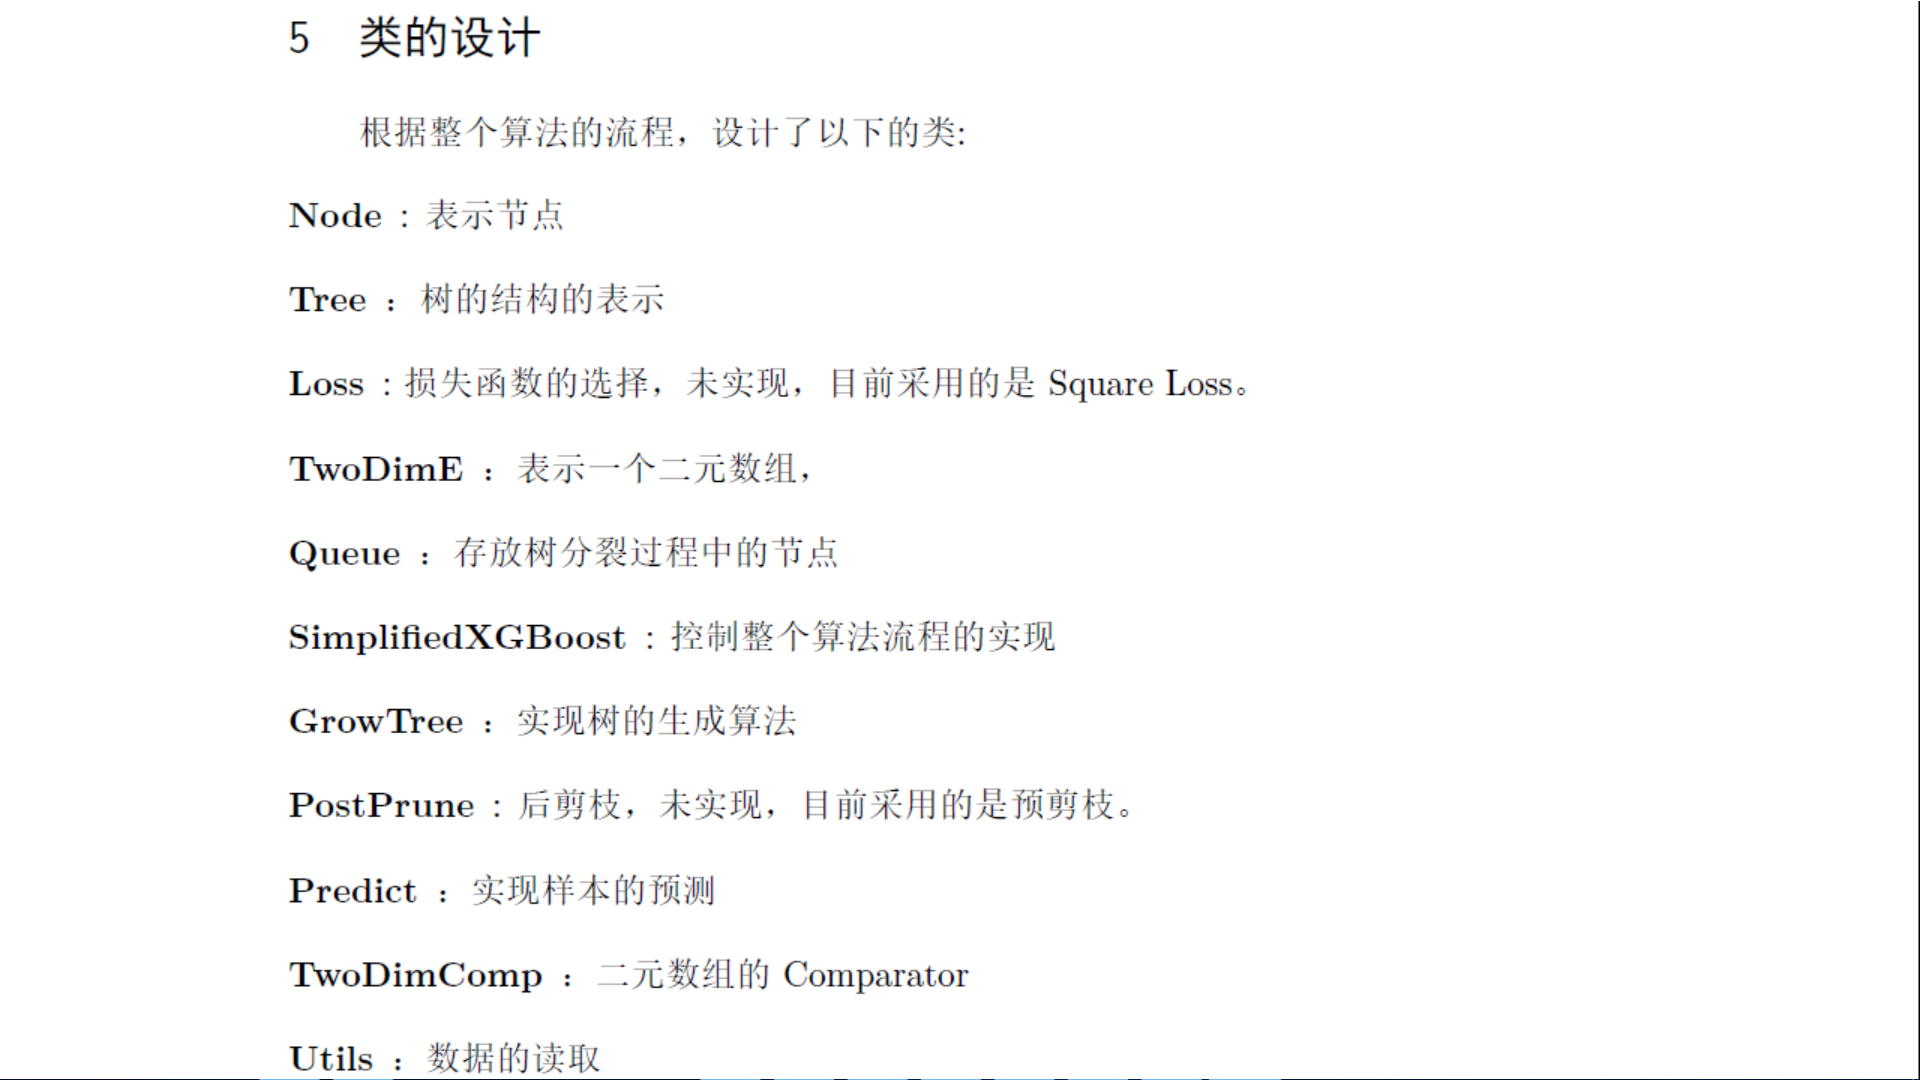 5 类的设计
根据整个算法的流程，设计了以下的类:
Node : 表示节点
Tree ：树的结构的表示
Loss : 损失函数的选择，未实现，目前采用的是 Square Loss。
TwoDimE ：表示一个二元数组，
Queue ：存放树分裂过程中的节点
SimplifiedXGBoost : 控制整个算法流程的实现
GrowTree ：实现树的生成算法
PostPrune : 后剪枝，未实现，目前采用的是预剪枝。
Predict ：实现样本的预测
TwoDimComp ：二元数组的 Comparator
Utils ：数据的读取